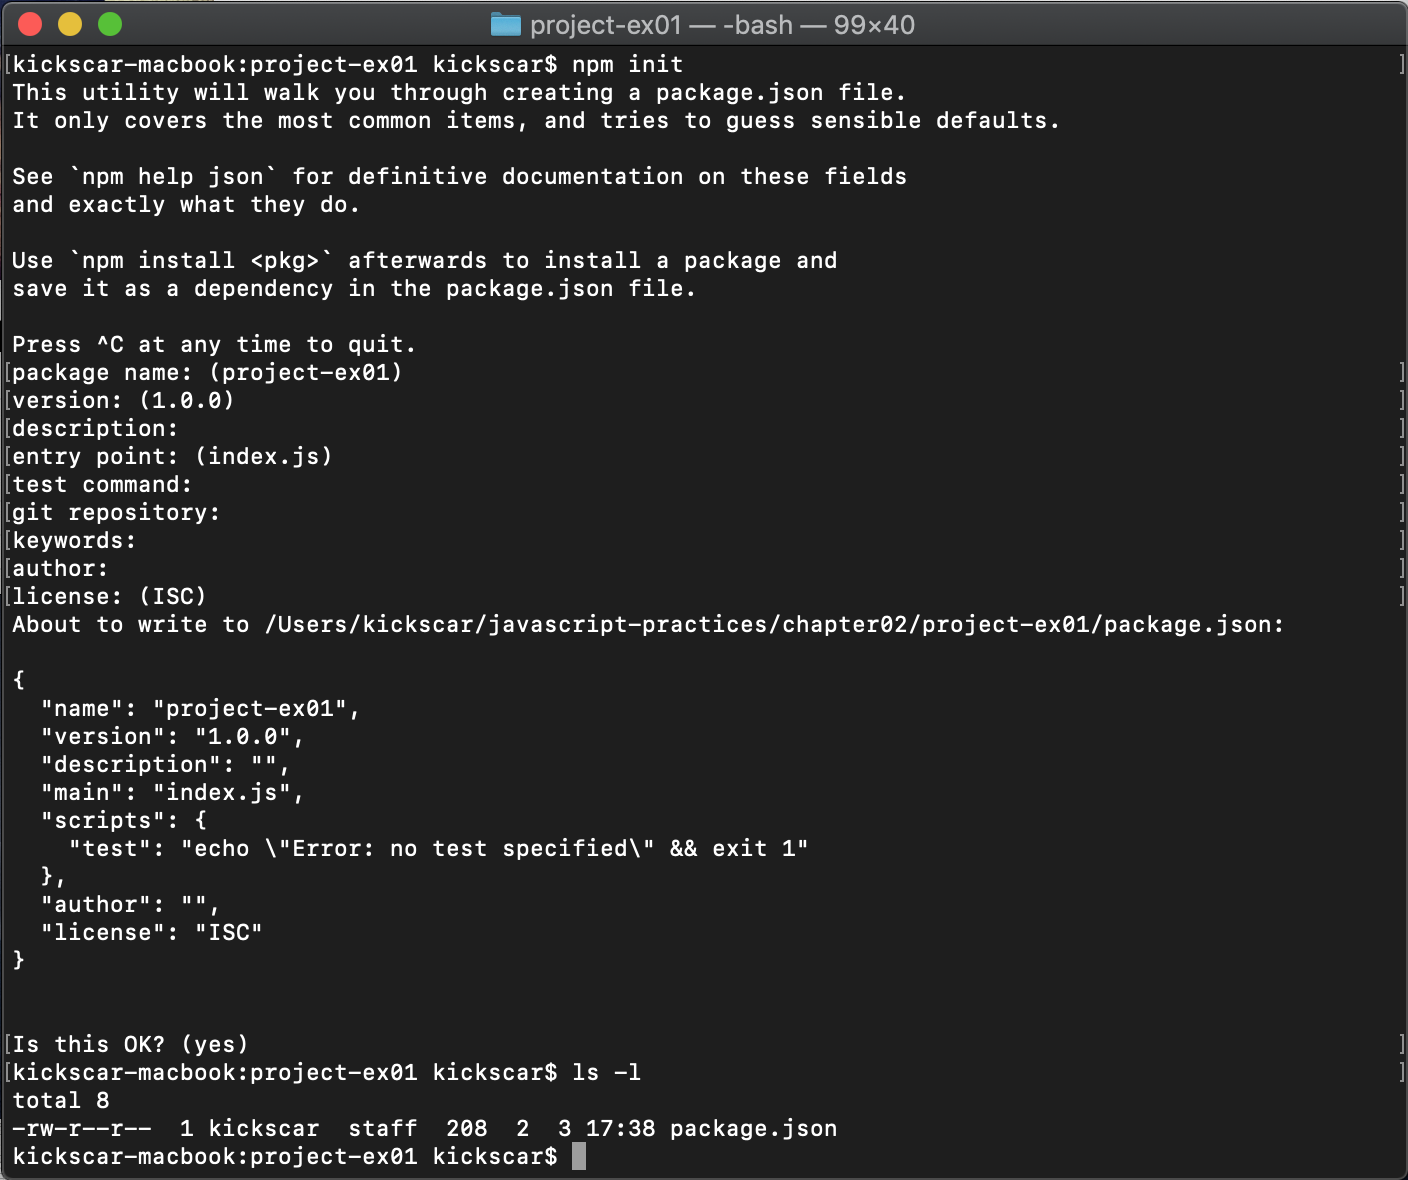 project-ex01 — -bash — 99×40
[kickscar-macbook:project-ex01 kickscar$ npm init ]
This utility will walk you through creating a package.json file.
It only covers the most common items, and tries to guess sensible defaults.
See `npm help json` for definitive documentation on these fields
and exactly what they do.
Use `npm install <pkg>` afterwards to install a package and
save it as a dependency in the package.json file.
Press ^C at any time to quit.
[package name: (project-ex01) ]
[version: (1.0.0) ]
[description: ]
[entry point: (index.js) ]
[test command: ]
[git repository: ]
[keywords: ]
[author: ]
[license: (ISC) ]
About to write to /Users/kickscar/javascript-practices/chapter02/project-ex01/package.json:
{
  "name": "project-ex01",
  "version": "1.0.0",
  "description": "",
  "main": "index.js",
  "scripts": {
    "test": "echo \"Error: no test specified\" && exit 1"
  },
  "author": "",
  "license": "ISC"
}
[Is this OK? (yes) ]
[kickscar-macbook:project-ex01 kickscar$ ls -l ]
total 8
-rw-r--r--  1 kickscar  staff  208  2  3 17:38 package.json
kickscar-macbook:project-ex01 kickscar$